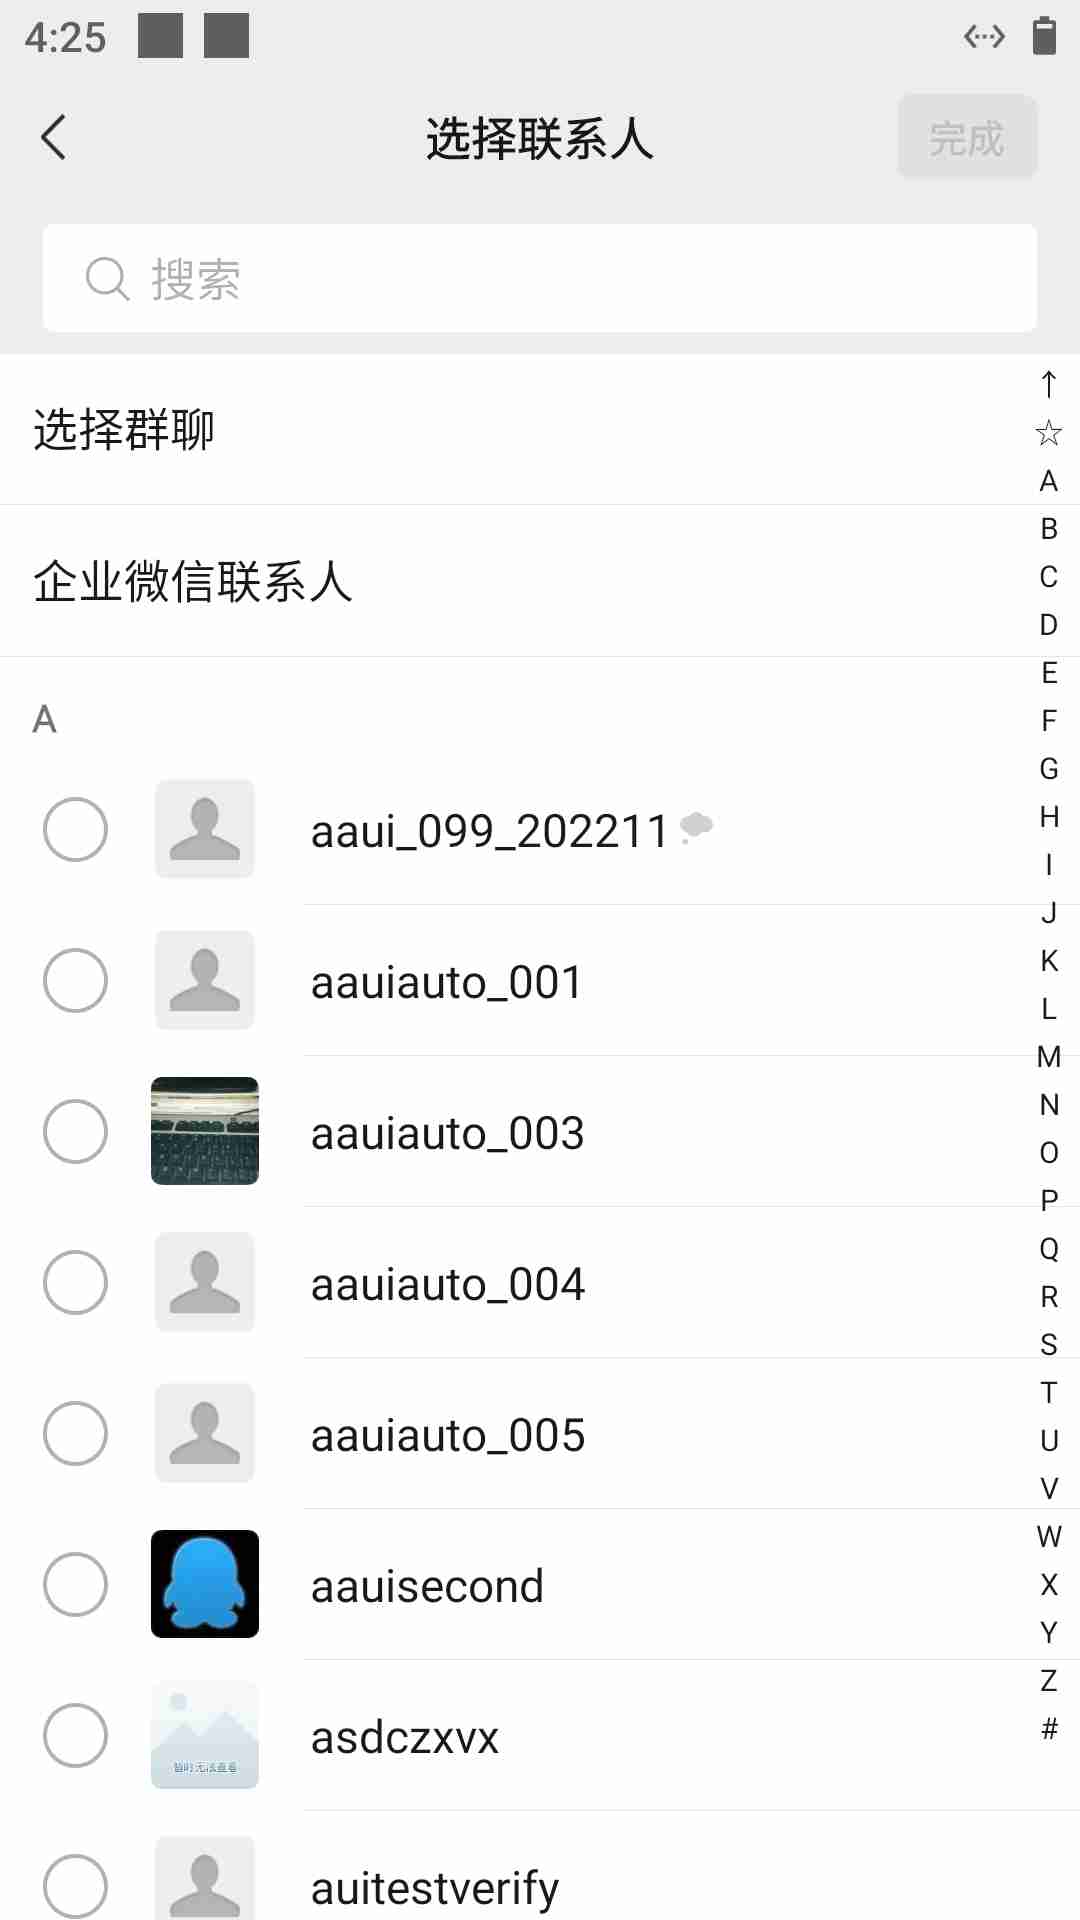 4:25
选择联系人
完成
搜索
选择群聊
企业微信联系人
A
aaui_099_202211
aauiauto_001
aauiauto_003
aauiauto_004
aauiauto_005
aauisecond
asdczxvx
暂时无法查看
auitestverify
↑
☆
A
B
C
D
E
F
G
H
I
J
K
L
M
N
O
P
Q
R
S
T
U
V
W
X
Y
Z
#